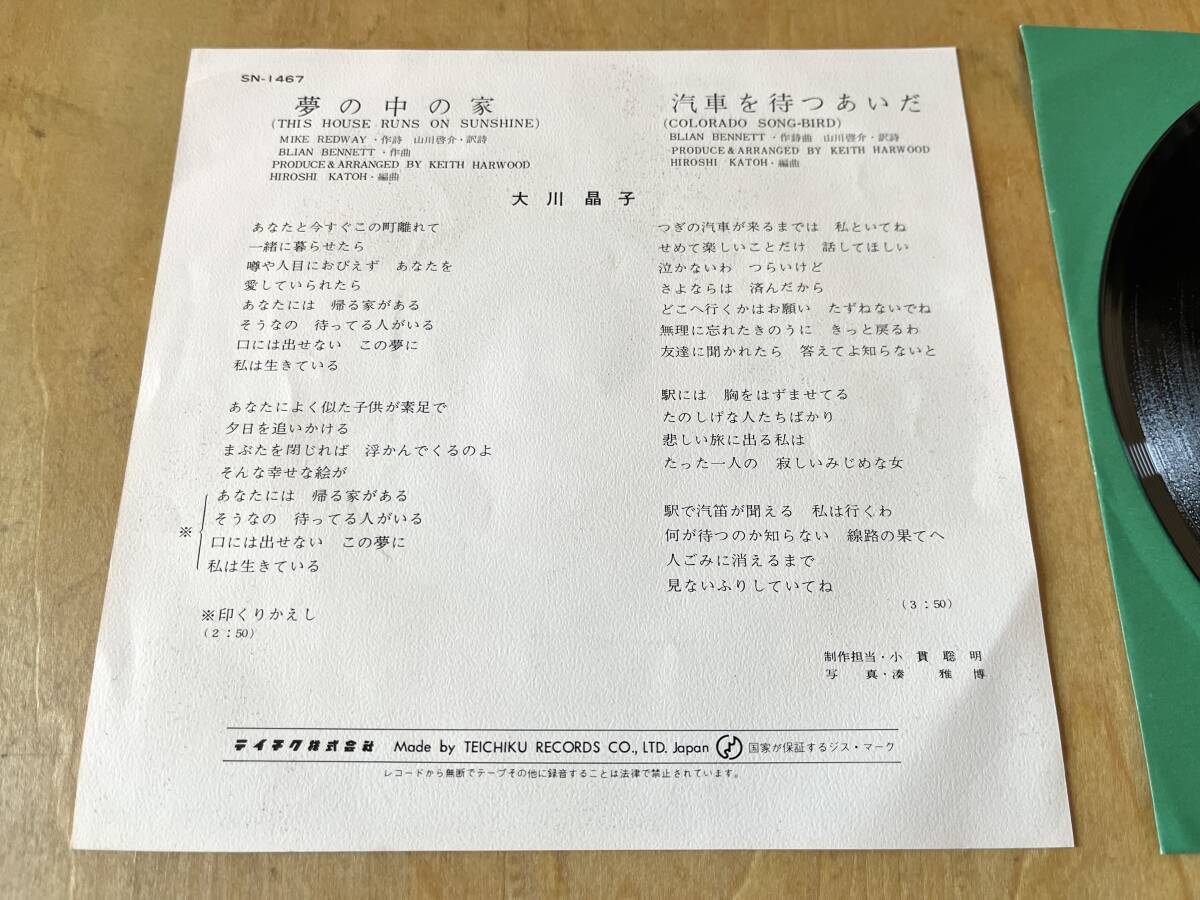 SN-1467
夢の中の家
(THIS HOUSE RUNS ON SUNSHINE)
MIKE REDWAY・作詩 山川啓介・訳詩
BLIAN BENNETT・作曲
PRODUCE & ARRANGED BY KEITH HARWOOD
HIROSHI KATOH・編曲
汽車を待つあいだ
(COLORADO SONG-BIRD)
BLIAN BENNETT・作詩曲 山川啓介・訳詩
PRODUCE & ARRANGED BY KEITH HARWOOD
HIROSHI KATOH・編曲
大川晶子
あなたと今すぐこの町離れて
一緒に暮らせたら
噂や人目におびえず あなたを
愛していられたら
あなたには 帰る家がある
そうなの 待ってる人がいる
口には出せない この夢に
私は生きている
あなたによく似た子供が素足で
夕日を追いかける
まぶたを閉じれば 浮かんでくるのよ
そんな幸せな絵が
あなたには 帰る家がある
そうなの 待ってる人がいる
※
口には出せない この夢に
私は生きている
※印くりかえし
(2:50)
つぎの汽車が来るまでは 私といてね
せめて楽しいことだけ 話してほしい
泣かないわ つらいけど
さよならは 済んだから
どこへ行くかはお願い たずねないでね
無理に忘れたきのうに きっと戻るわ
友達に聞かれたら 答えてよ知らないと
駅には 胸をはずませてる
たのしげな人たちばかり
悲しい旅に出る私は
たった一人の 寂しいみじめな女
駅で汽笛が聞える 私は行くわ
何が待つのか知らない 線路の果てへ
人ごみに消えるまで
見ないふりしていてね
(3:50)
制作担当・小貫聡明
写真・湊雅博
テイチク株式会社 Made by TEICHIKU RECORDS CO., LTD. Japan 国家が保証するジス・マーク
レコードから無断でテープその他に録音することは法律で禁止されています。